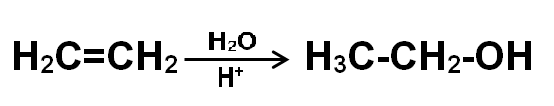 H₂O
H₂C=CH₂ → H₃C-CH₂-OH
H⁺